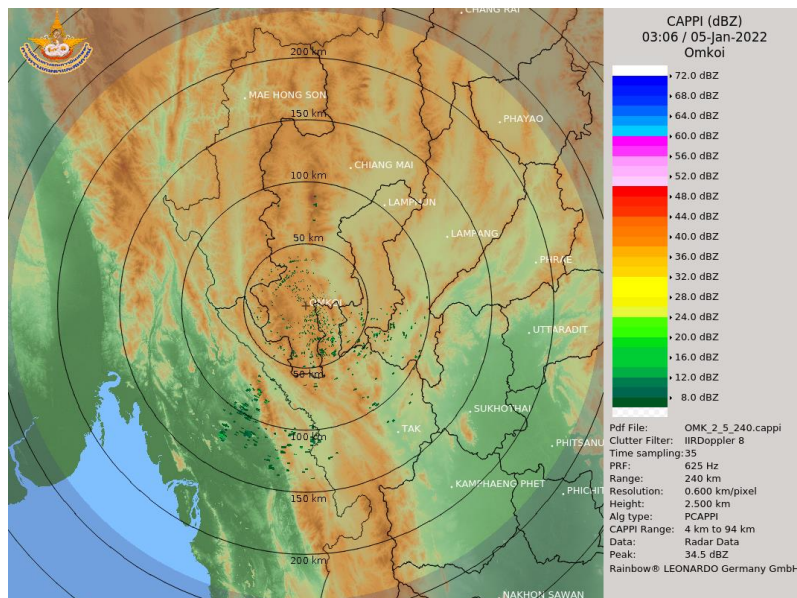 CHANG RAI
200 km
MAE HONG SON
150 km
PHAYAO
CHIANG MAI
100 km
LAMPHUN
50 km
LAMPANG
PHRAE
OMKOI
UTTARADIT
50 km
SUKHOTHAI
TAK
100 km
PHITSANU
KAMPHAENG PHET
PHICHIT
150 km
200 km
NAKHON SAWAN
CAPPI (dBZ)
03:06 / 05-Jan-2022
Omkoi
72.0 dBZ
68.0 dBZ
64.0 dBZ
60.0 dBZ
56.0 dBZ
52.0 dBZ
48.0 dBZ
44.0 dBZ
40.0 dBZ
36.0 dBZ
32.0 dBZ
28.0 dBZ
24.0 dBZ
20.0 dBZ
16.0 dBZ
12.0 dBZ
8.0 dBZ
Pdf File: OMK_2_5_240.cappi
Clutter Filter: IIRDoppler 8
Time sampling:35
PRF: 625 Hz
Range: 240 km
Resolution: 0.600 km/pixel
Height: 2.500 km
Alg type: PCAPPI
CAPPI Range: 4 km to 94 km
Data: Radar Data
Peak: 34.5 dBZ
Rainbow® LEONARDO Germany GmbH